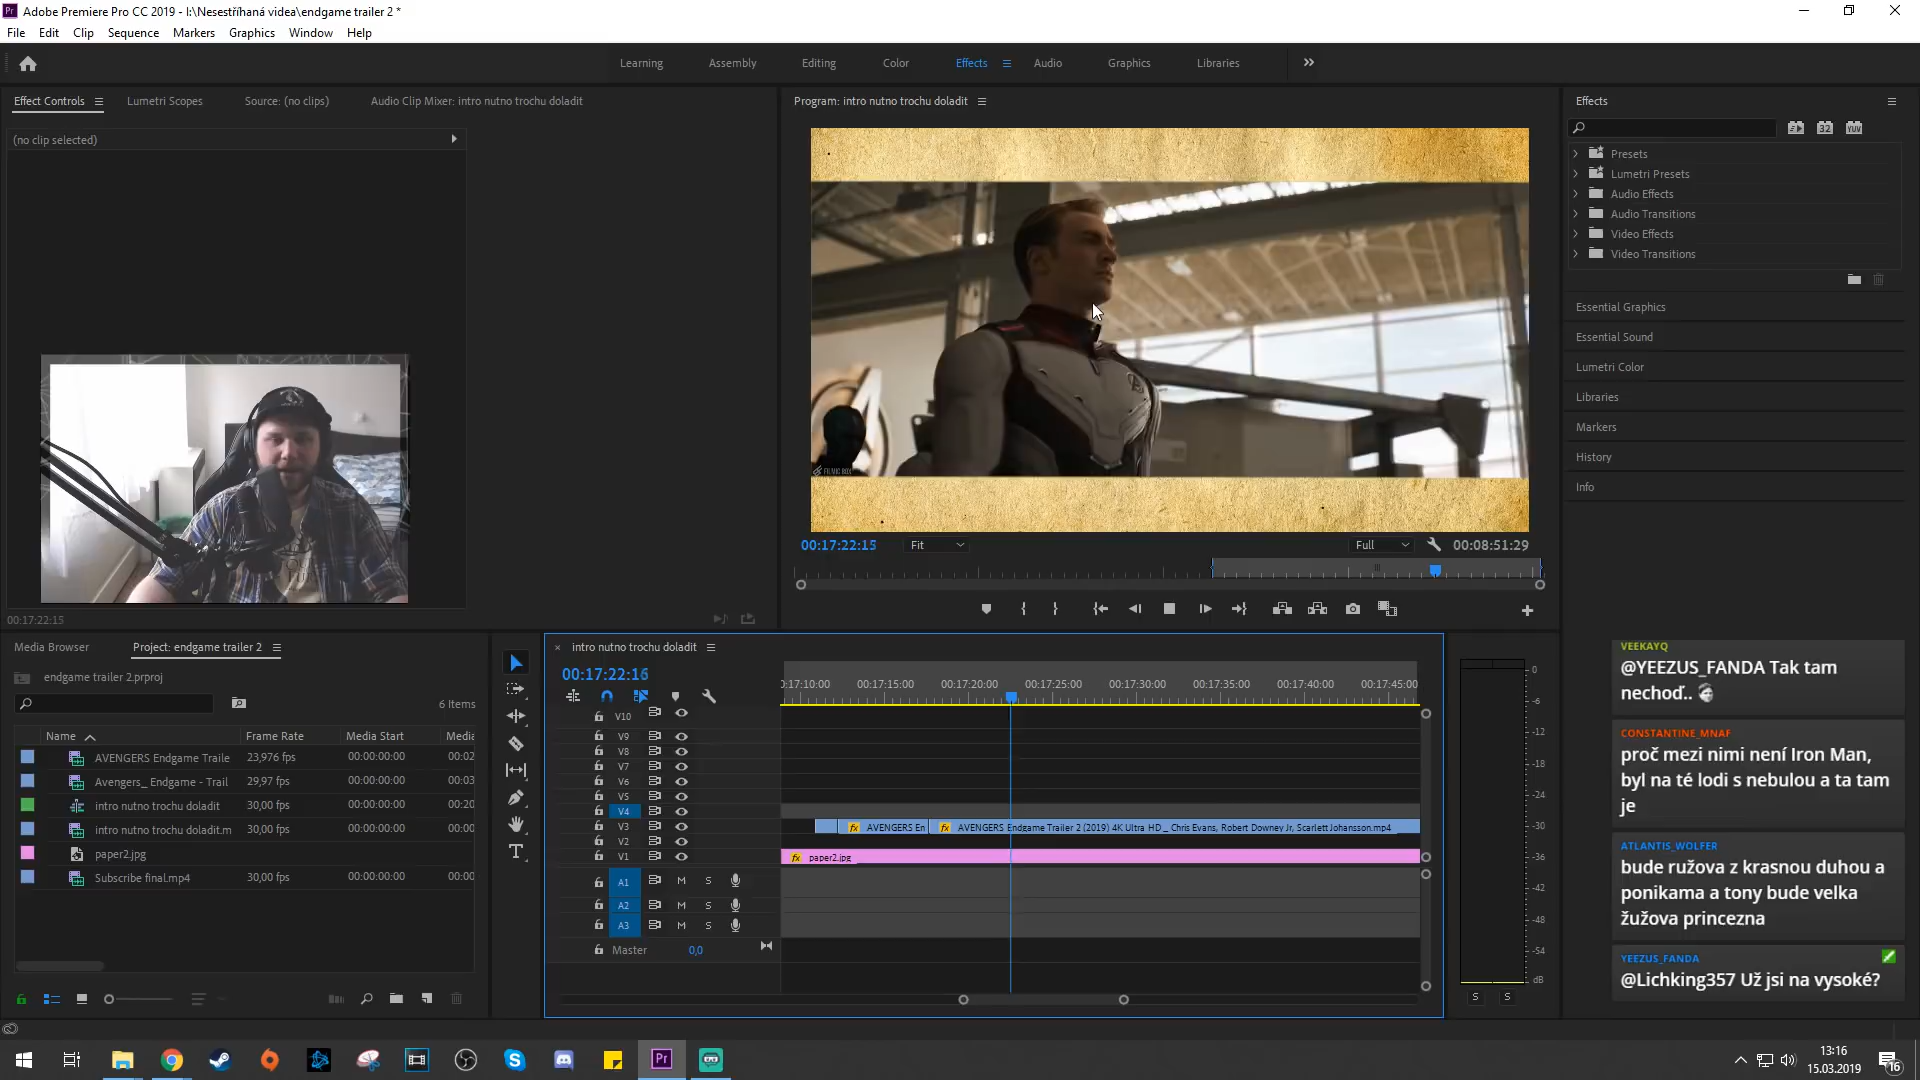 Adobe Premiere Pro CC 2019 - I:\Nesestříhaná videa\endgame trailer 2 *
File Edit Clip Sequence Markers Graphics Window Help
Learning Assembly Editing Color Effects Audio Graphics Libraries
Effect Controls Lumetri Scopes Source: (no clips) Audio Clip Mixer: intro nutno trochu doladit
(no clip selected)
00:17:22:15
Program: intro nutno trochu doladit
FILMIC BOX
00:17:22:15 Fit Full 00:08:51:29
Effects
32 YUV
Presets
Lumetri Presets
Audio Effects
Audio Transitions
Video Effects
Video Transitions
Essential Graphics
Essential Sound
Lumetri Color
Libraries
Markers
History
Info
Media Browser Project: endgame trailer 2
endgame trailer 2.prproj
6 Items
Name Frame Rate Media Start Media
AVENGERS Endgame Traile 23,976 fps 00:00:00:00 00:02
Avengers_ Endgame - Trail 29,97 fps 00:00:00:00 00:03
intro nutno trochu doladit 30,00 fps 00:00:00:00 00:20
intro nutno trochu doladit.m 30,00 fps 00:00:00:00 00:00
paper2.jpg
Subscribe final.mp4 30,00 fps 00:00:00:00 00:00
intro nutno trochu doladit
00:17:22:16
:17:10:00 00:17:15:00 00:17:20:00 00:17:25:00 00:17:30:00 00:17:35:00 00:17:40:00 00:17:45:00
V10
V9
V8
V7
V6
V5
V4
V3 fx AVENGERS En fx AVENGERS Endgame Trailer 2 (2019) 4K Ultra HD _ Chris Evans, Robert Downey Jr, Scarlett Johansson.mp4
V2
V1 fx paper2.jpg
A1 M S
A2 M S
A3 M S
Master 0,0
0
-6
-12
-18
-24
-30
-36
-42
-48
-54
dB
S S
VEEKAYQ
@YEEZUS_FANDA Tak tam
nechoď..
CONSTANTINE_MNAF
proč mezi nimi není Iron Man,
byl na té lodi s nebulou a ta tam
je
ATLANTIS_WOLFER
bude ružova z krasnou duhou a
ponikama a tony bude velka
žužova princezna
YEEZUS_FANDA
@Lichking357 Už jsi na vysoké?
Pr
13:16
15.03.2019
16